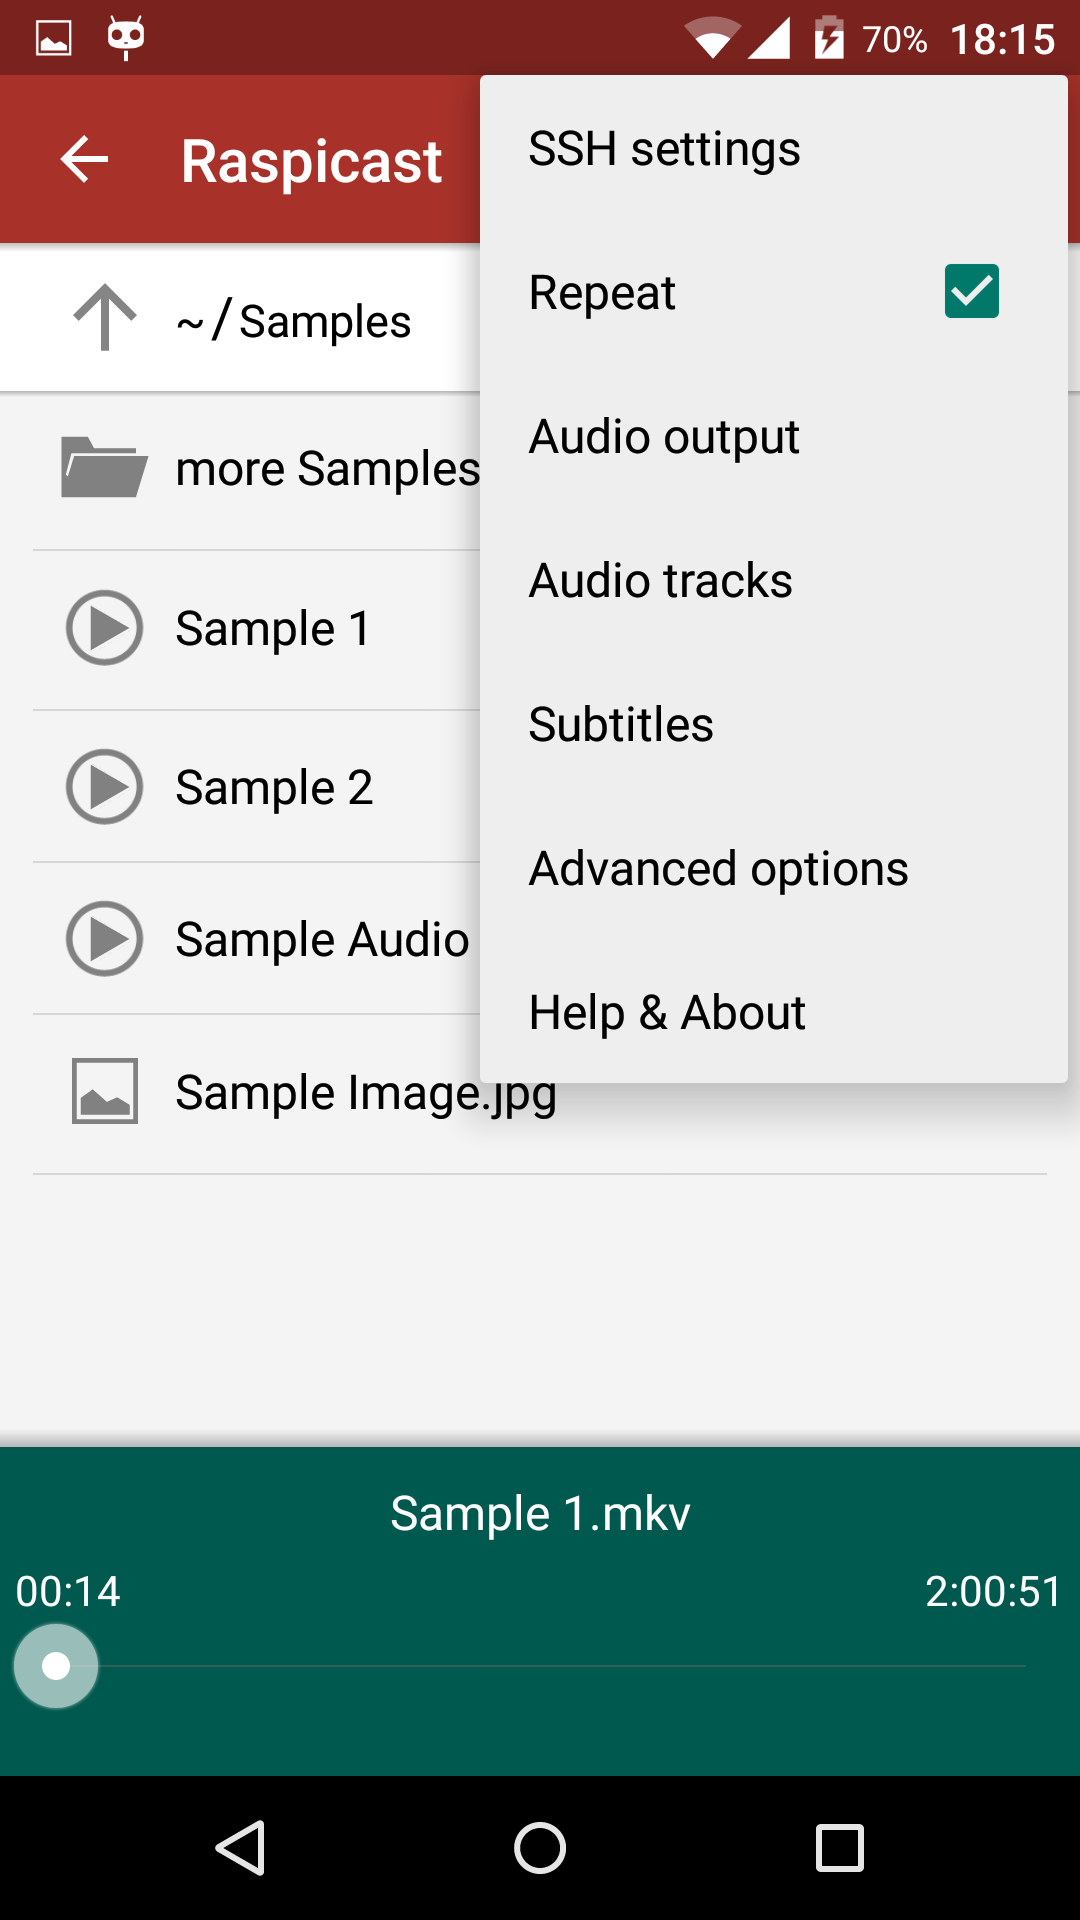 70% 18:15
Raspicast
SSH settings
Repeat
~/Samples
Audio output
more Samples
Audio tracks
Sample 1
Subtitles
Sample 2
Advanced options
Sample Audio
Help & About
Sample Image.jpg
Sample 1.mkv
00:14 2:00:51